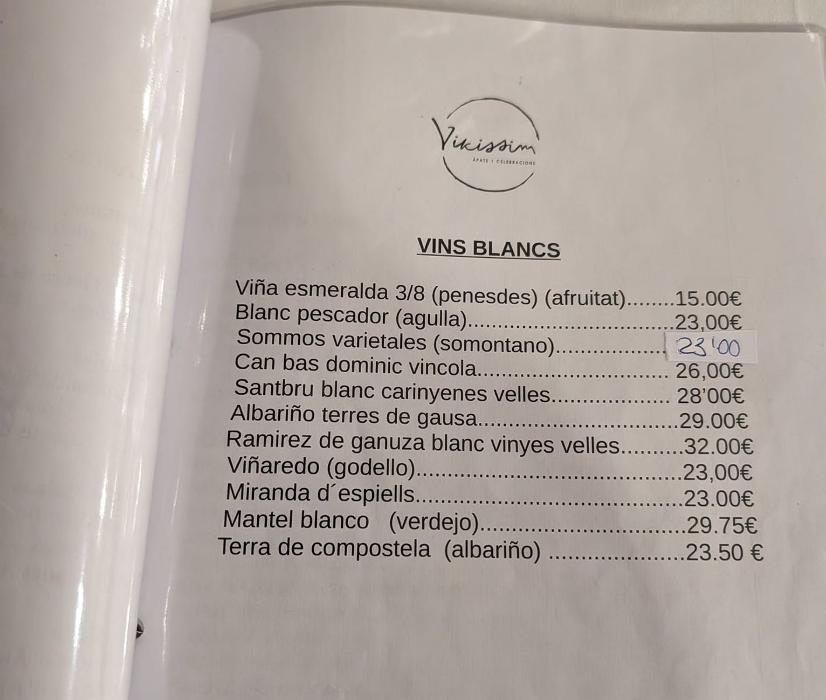 Vikissim
ÀPATS I CELEBRACIONS
VINS BLANCS
Viña esmeralda 3/8 (penesdes) (afruitat)........15.00€
Blanc pescador (agulla)..................................23,00€
Sommos varietales (somontano)..................23'00
Can bas dominic vincola............................... 26,00€
Santbru blanc carinyenes velles................... 28'00€
Albariño terres de gausa................................29.00€
Ramirez de ganuza blanc vinyes velles..........32.00€
Viñaredo (godello).........................................23,00€
Miranda d´espiells.........................................23.00€
Mantel blanco (verdejo)................................29.75€
Terra de compostela (albariño) .....................23.50 €